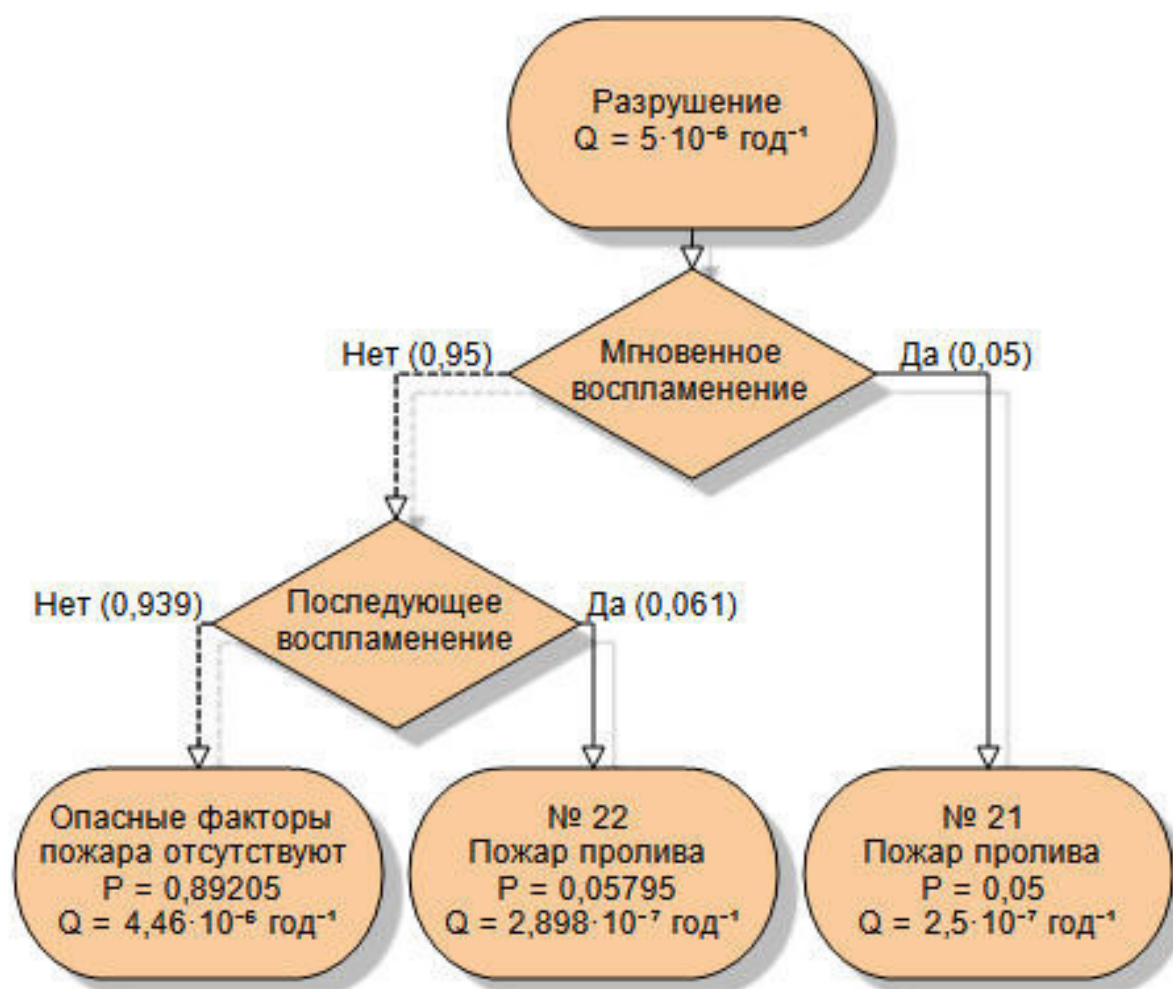 Разрушение
Q = 5·10⁻⁶ год⁻¹
Нет (0,95)
Мгновенное
воспламенение
Да (0,05)
Нет (0,939)
Последующее
воспламенение
Да (0,061)
Опасные факторы
пожара отсутствуют
P = 0,89205
Q = 4,46·10⁻⁶ год⁻¹
№ 22
Пожар пролива
P = 0,05795
Q = 2,898·10⁻⁷ год⁻¹
№ 21
Пожар пролива
P = 0,05
Q = 2,5·10⁻⁷ год⁻¹